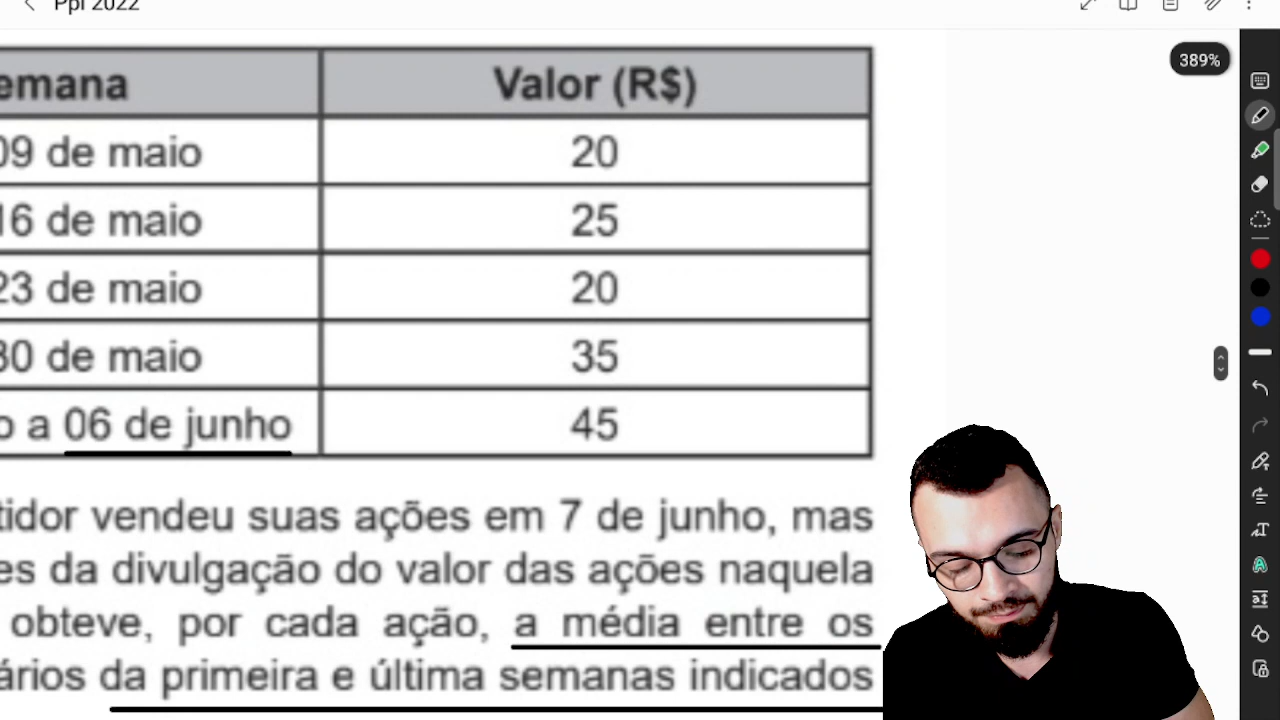 Ppl 2022
389%
emana Valor (R$)
09 de maio 20
16 de maio 25
23 de maio 20
30 de maio 35
o a 06 de junho 45
tidor vendeu suas ações em 7 de junho, mas
es da divulgação do valor das ações naquela
obteve, por cada ação, a média entre os
ários da primeira e última semanas indicados